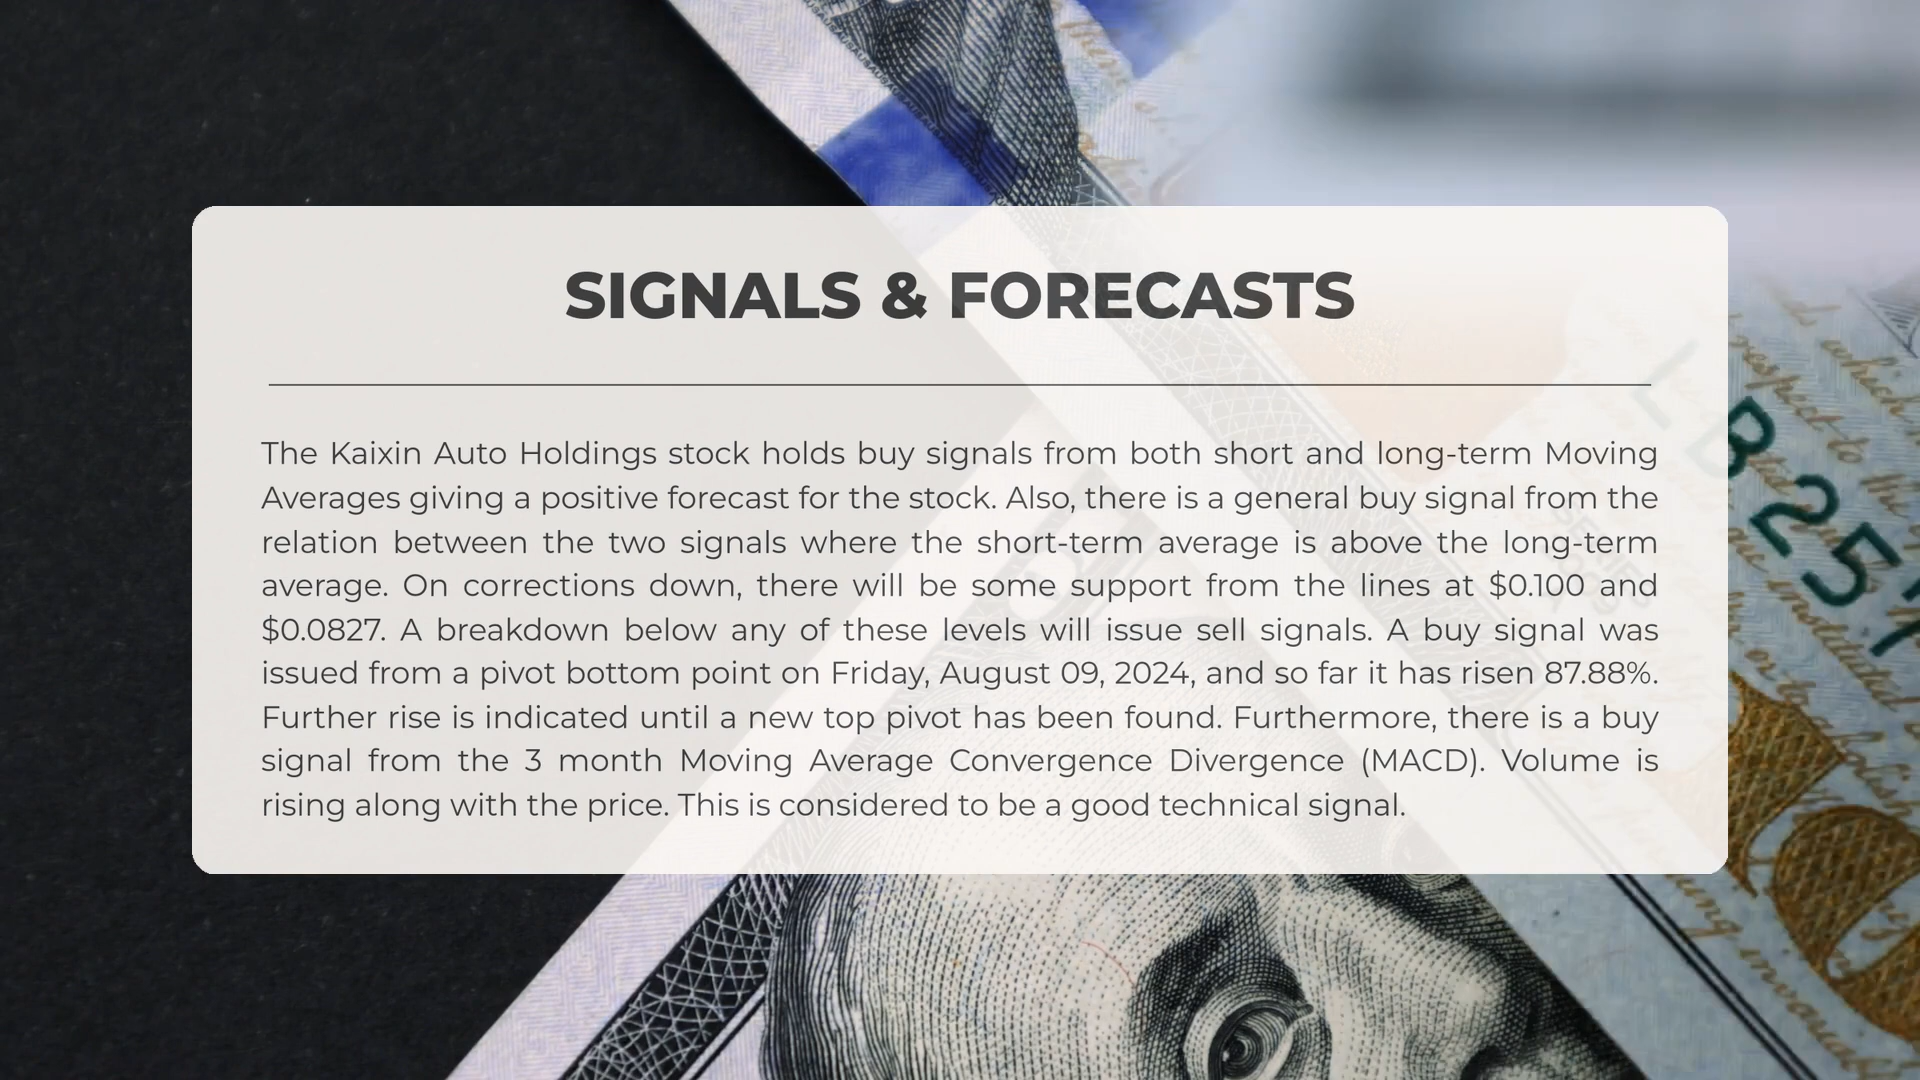 SIGNALS & FORECASTS
The Kaixin Auto Holdings stock holds buy signals from both short and long-term Moving
Averages giving a positive forecast for the stock. Also, there is a general buy signal from the
relation between the two signals where the short-term average is above the long-term
average. On corrections down, there will be some support from the lines at $0.100 and
$0.0827. A breakdown below any of these levels will issue sell signals. A buy signal was
issued from a pivot bottom point on Friday, August 09, 2024, and so far it has risen 87.88%.
Further rise is indicated until a new top pivot has been found. Furthermore, there is a buy
signal from the 3 month Moving Average Convergence Divergence (MACD). Volume is
rising along with the price. This is considered to be a good technical signal.